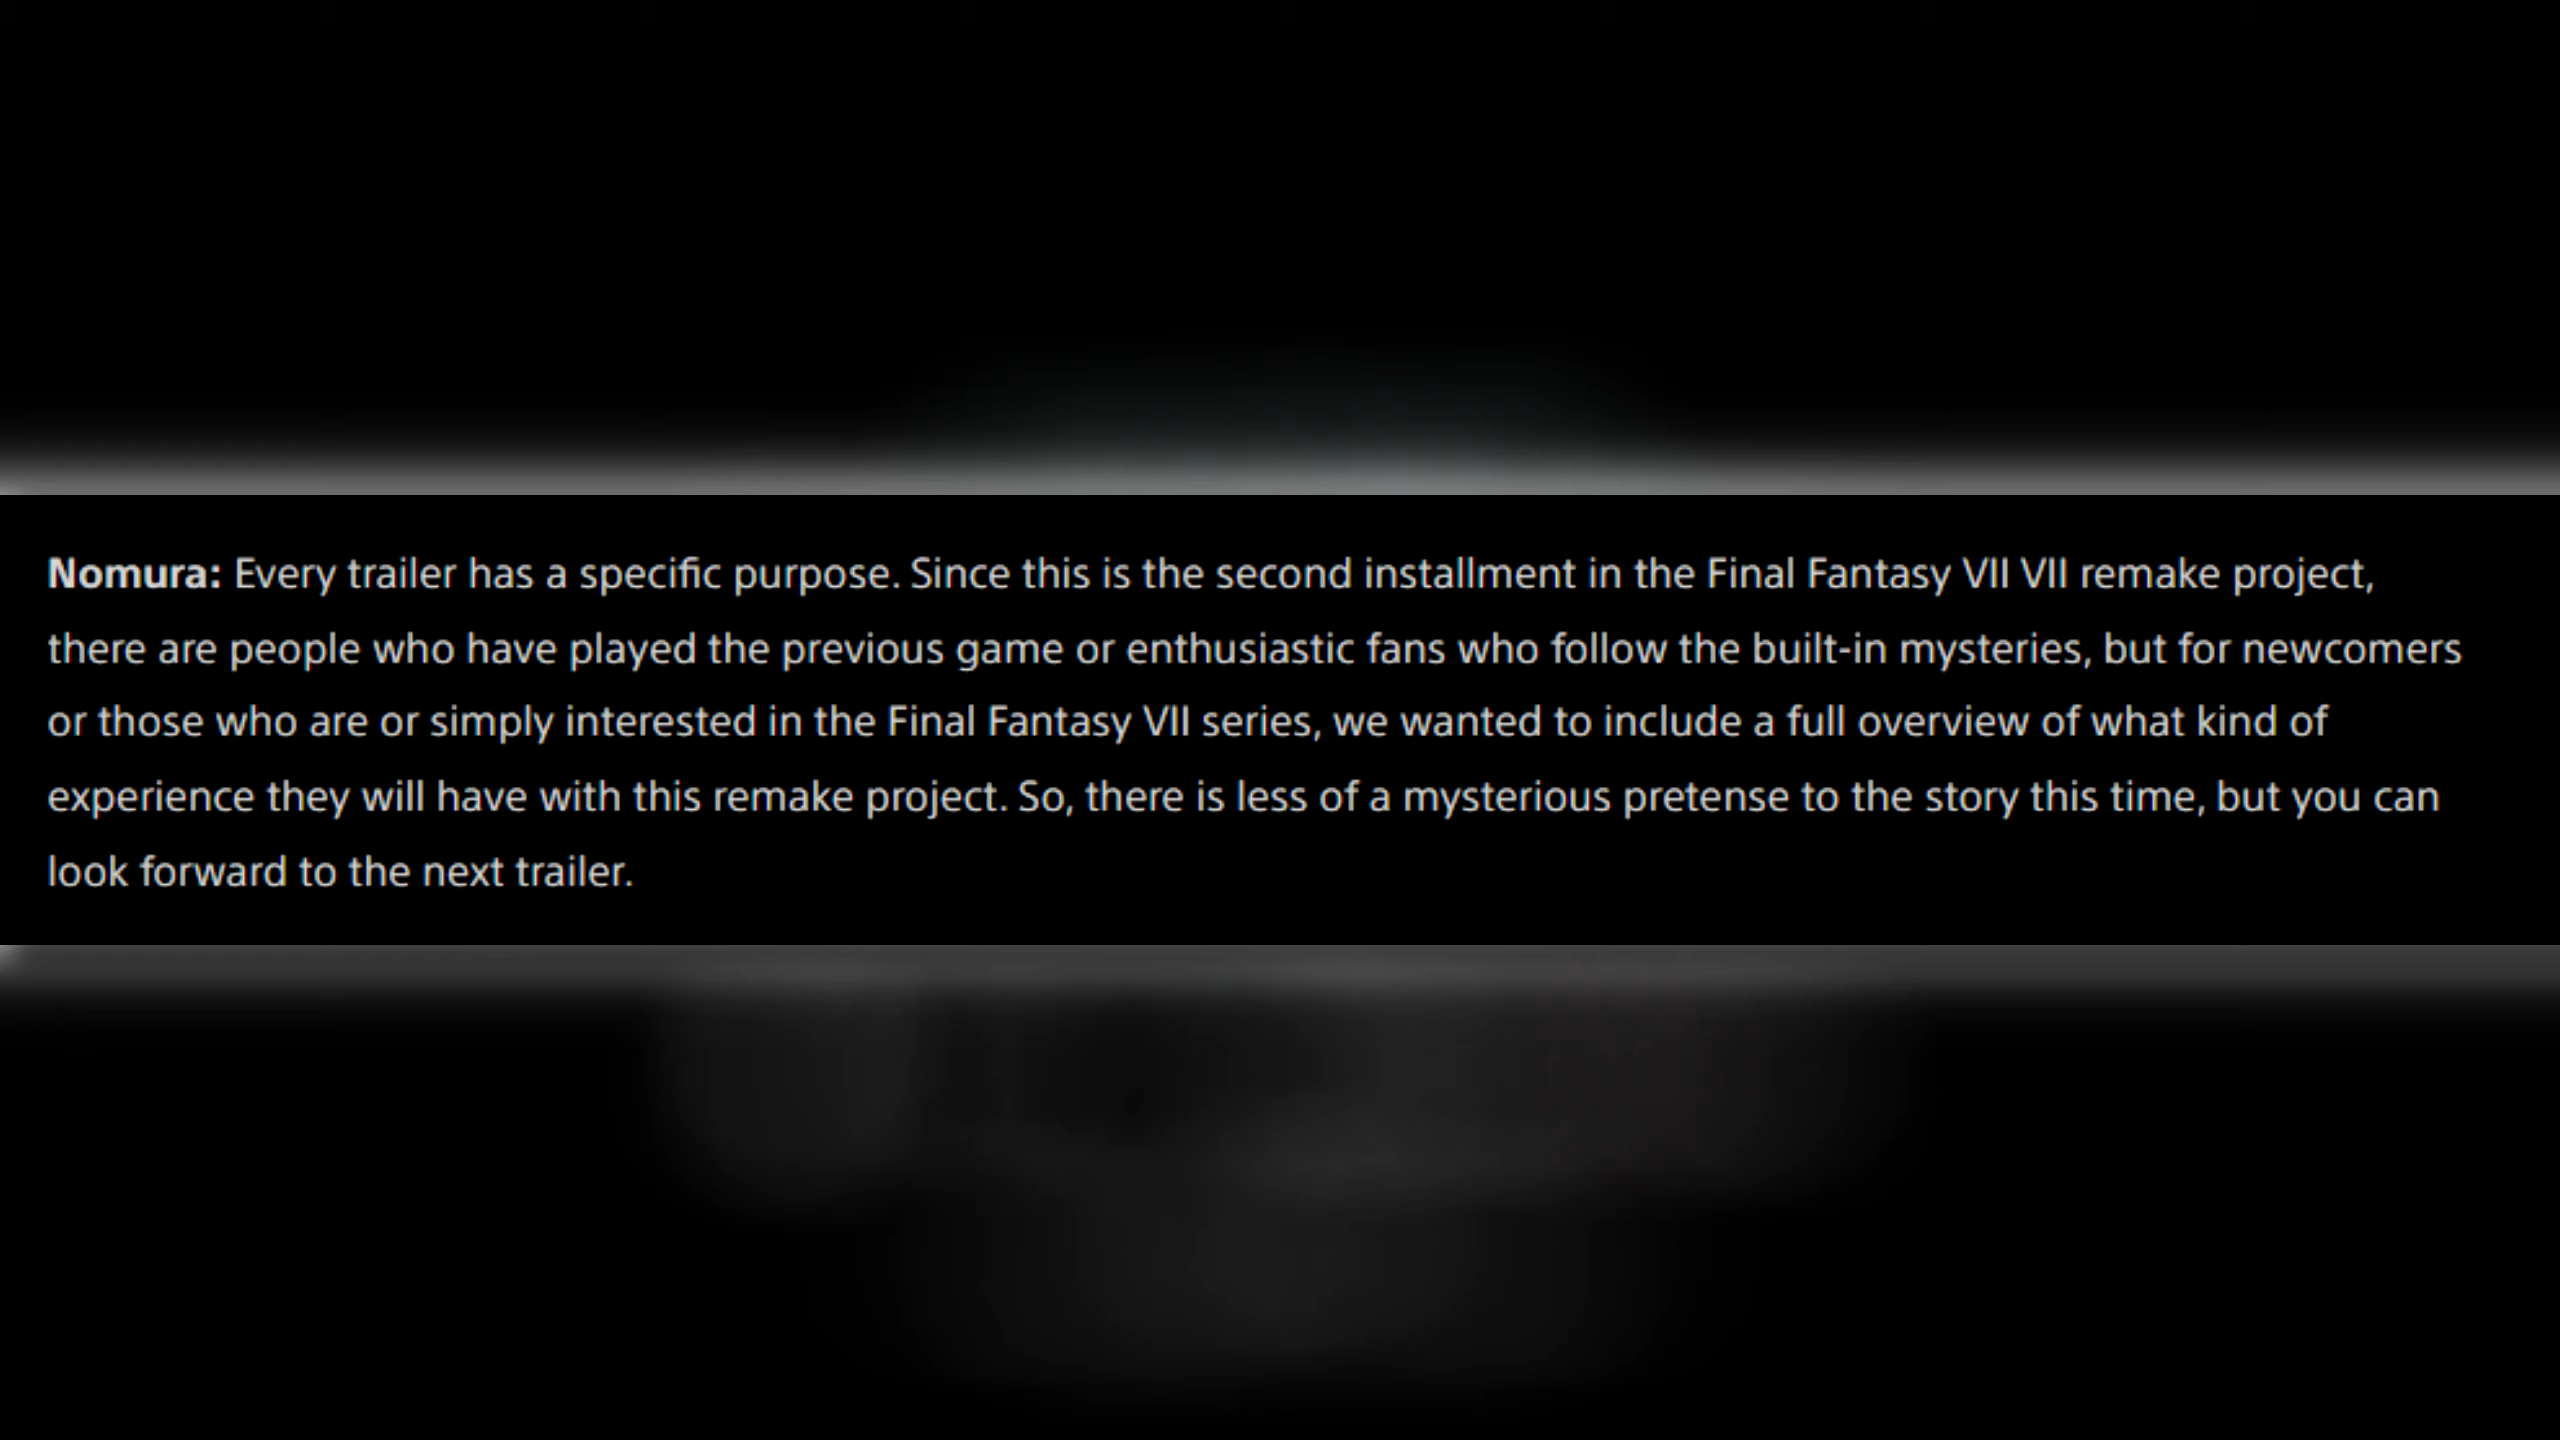 Nomura: Every trailer has a specific purpose. Since this is the second installment in the Final Fantasy VII VII remake project,
there are people who have played the previous game or enthusiastic fans who follow the built-in mysteries, but for newcomers
or those who are or simply interested in the Final Fantasy VII series, we wanted to include a full overview of what kind of
experience they will have with this remake project. So, there is less of a mysterious pretense to the story this time, but you can
look forward to the next trailer.